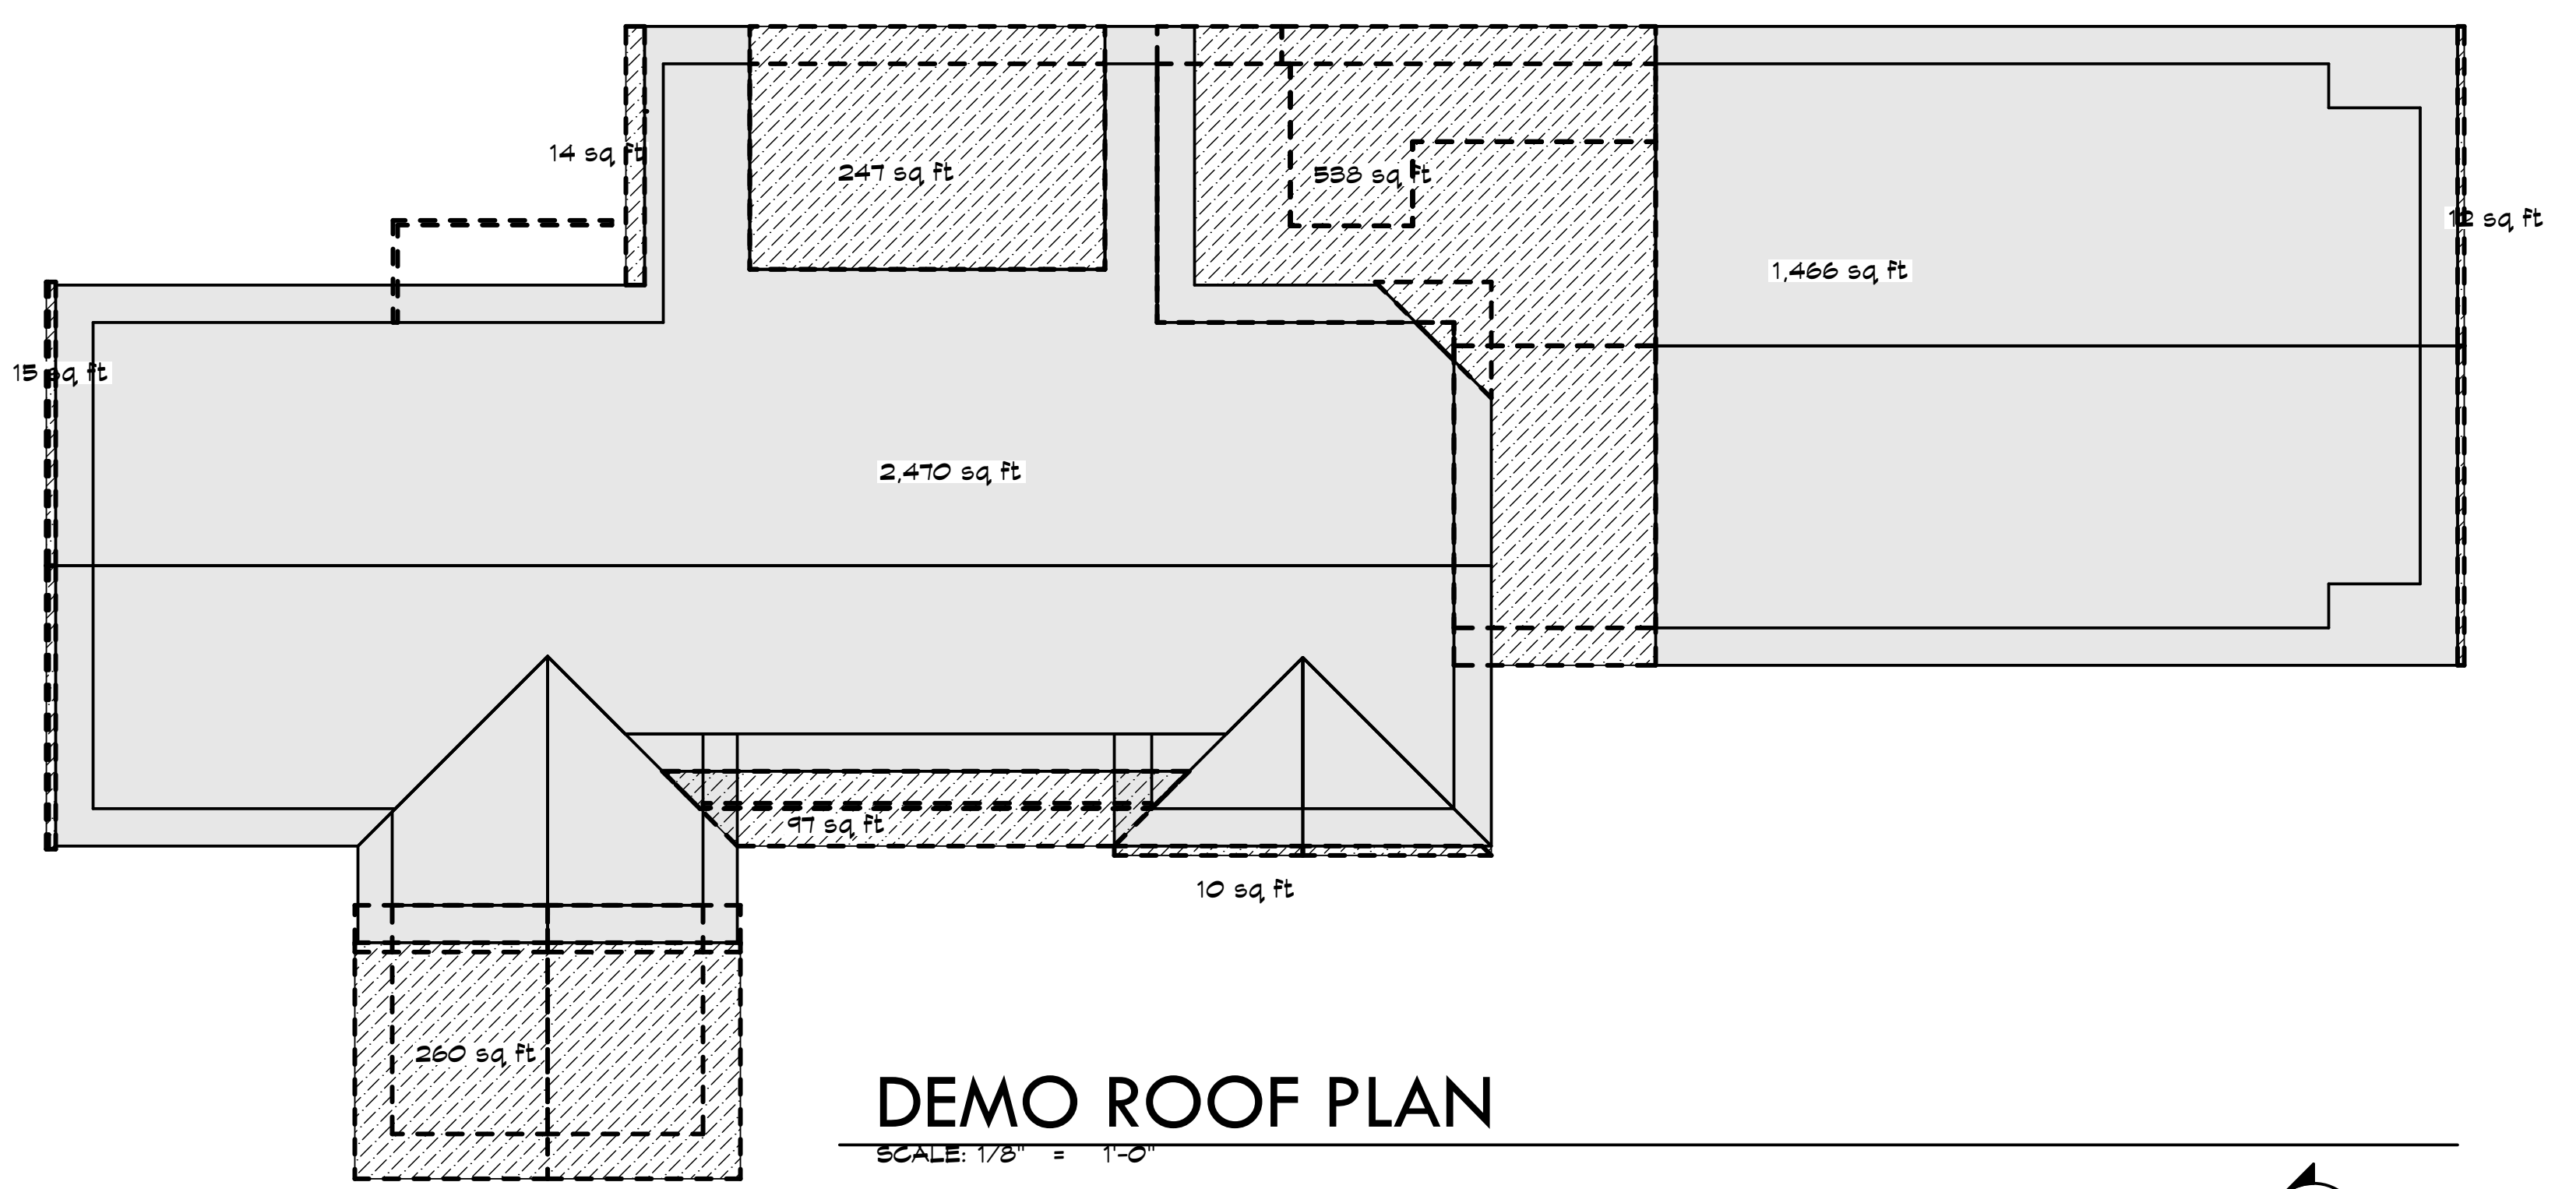 14 sq ft
247 sq ft
538 sq ft
12 sq ft
1,466 sq ft
15 sq ft
2,470 sq ft
97 sq ft
10 sq ft
260 sq ft
DEMO ROOF PLAN
SCALE: 1/8" = 1'-0"